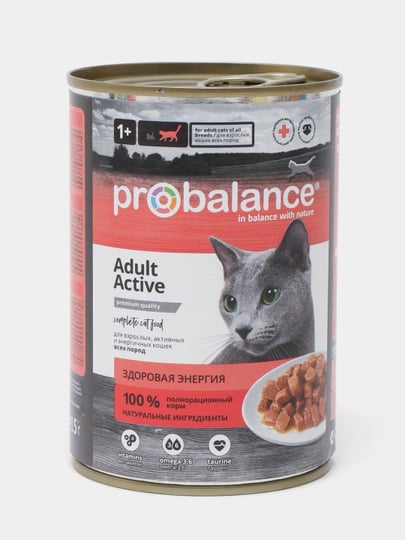 1+
for adult cats of all
breeds / для взрослых
кошек всех пород
probalance®
in balance with nature
Adult
Active
premium quality
complete cat food
для взрослых, активных
и энергичных кошек
всех пород
ЗДОРОВАЯ ЭНЕРГИЯ
100% полнорационный
корм
НАТУРАЛЬНЫЕ ИНГРЕДИЕНТЫ
vitamins
omega 3 6
taurine